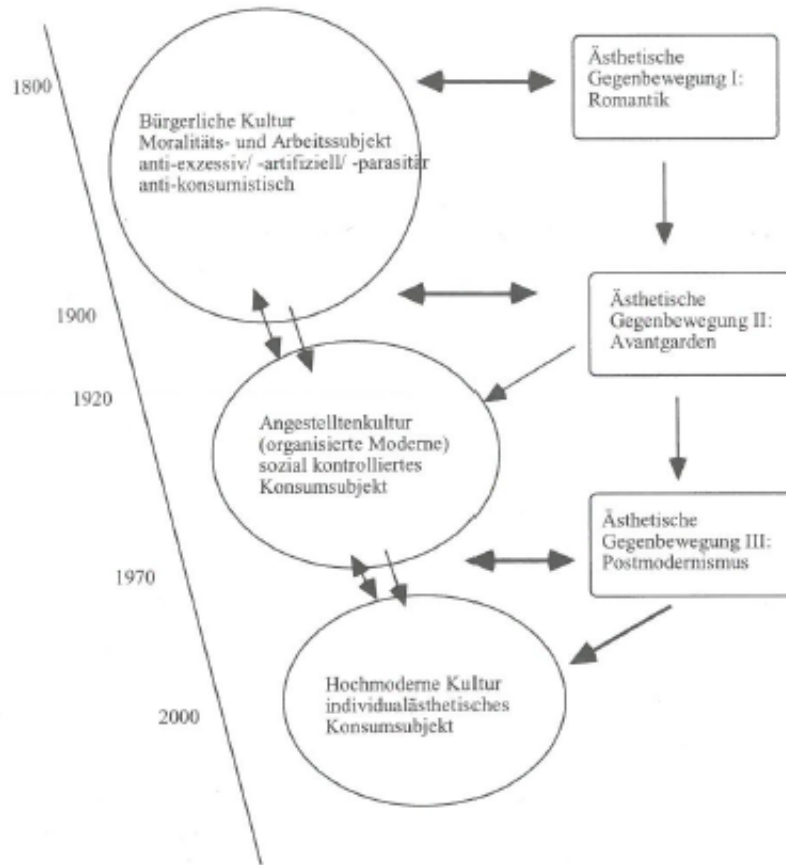 1800
Bürgerliche Kultur
Moralitäts- und Arbeitssubjekt
anti-exzessiv/ -artifiziell/ -parasitär
anti-konsumistisch
Ästhetische
Gegenbewegung I:
Romantik
1900
Ästhetische
Gegenbewegung II:
Avantgarden
1920
Angestelltenkultur
(organisierte Moderne)
sozial kontrolliertes
Konsumsubjekt
Ästhetische
Gegenbewegung III:
Postmodernismus
1970
Hochmoderne Kultur
individualästhetisches
Konsumsubjekt
2000